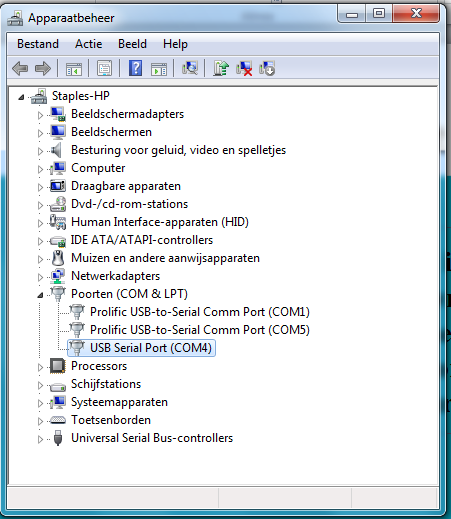 Apparaatbeheer
Bestand Actie Beeld Help
Staples-HP
Beeldschermadapters
Beeldschermen
Besturing voor geluid, video en spelletjes
Computer
Draagbare apparaten
Dvd-/cd-rom-stations
Human Interface-apparaten (HID)
IDE ATA/ATAPI-controllers
Muizen en andere aanwijsapparaten
Netwerkadapters
Poorten (COM & LPT)
Prolific USB-to-Serial Comm Port (COM1)
Prolific USB-to-Serial Comm Port (COM5)
USB Serial Port (COM4)
Processors
Schijfstations
Systeemapparaten
Toetsenborden
Universal Serial Bus-controllers